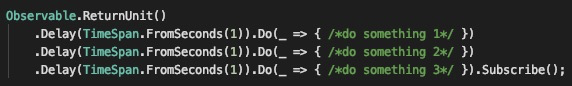 Observable.ReturnUnit()
.Delay(TimeSpan.FromSeconds(1)).Do(_ => { /*do something 1*/ })
.Delay(TimeSpan.FromSeconds(1)).Do(_ => { /*do something 2*/ })
.Delay(TimeSpan.FromSeconds(1)).Do(_ => { /*do something 3*/ }).Subscribe();